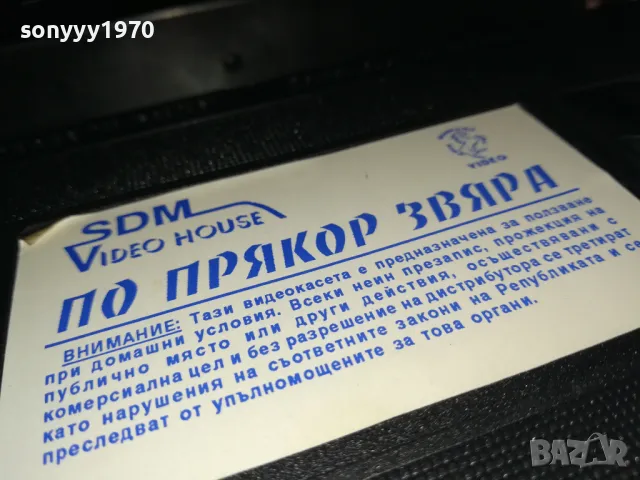 sonyyy1970
SDM
VIDEO HOUSE
VIDEO
ПО ПРЯКОР ЗВЯРА
ВНИМАНИЕ: Тази видеокасета е предназначена за ползване
при домашни условия. Всеки неин презапис, прожекция на
публично място или други действия, осъществявани с
комерсиална цел и без разрешение на дистрибутора се третират
като нарушения на съответните закони на Републиката и се
преследват от упълномощените за това органи.
BAZAR